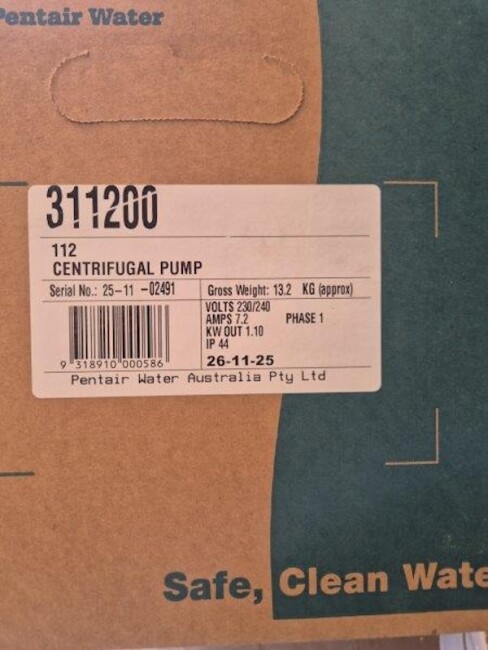 Pentair Water
311200
112
CENTRIFUGAL PUMP
Serial No.: 25-11 -02491
Gross Weight: 13.2 KG (approx)
VOLTS 230/240
AMPS 7.2 PHASE 1
KW OUT 1.10
IP 44
9 318910 000586
26-11-25
Pentair Water Australia Pty Ltd
Safe, Clean Wate